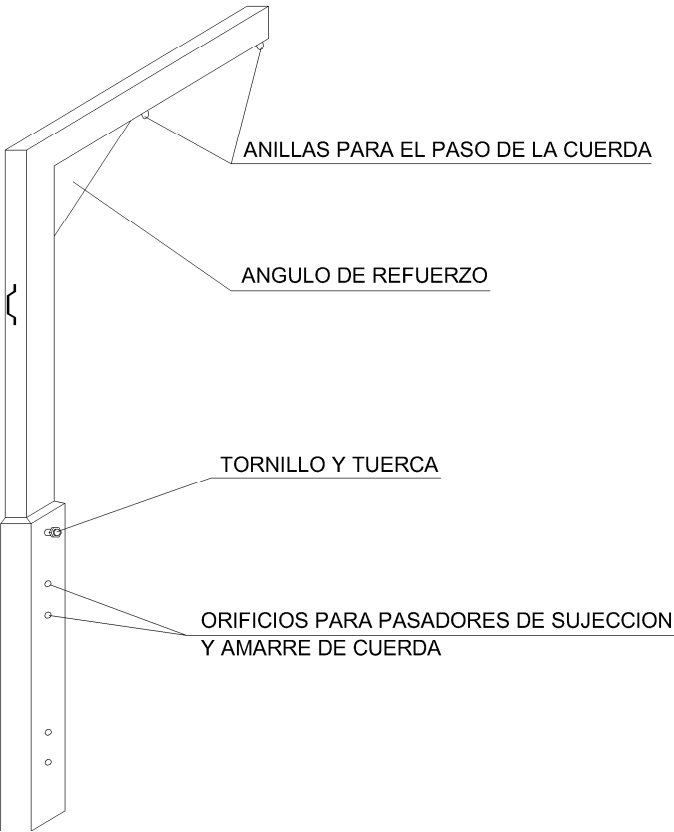 ANILLAS PARA EL PASO DE LA CUERDA
ANGULO DE REFUERZO
TORNILLO Y TUERCA
ORIFICIOS PARA PASADORES DE SUJECCION
Y AMARRE DE CUERDA